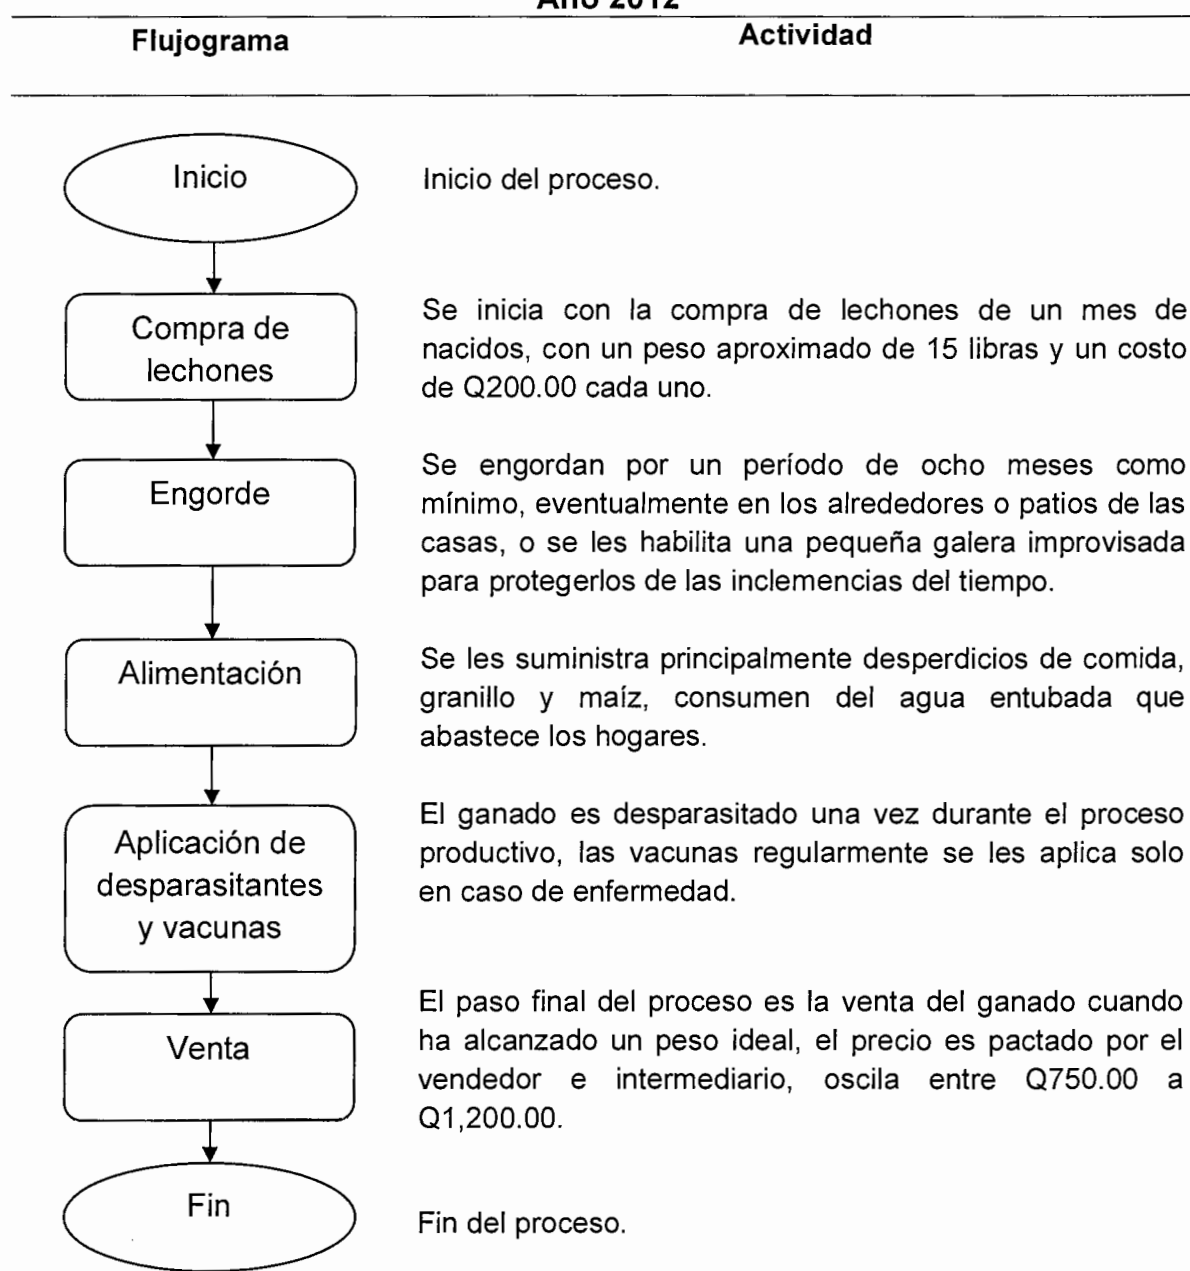 Año 2012
Flujograma
Actividad
Inicio
Inicio del proceso.
Compra de
lechones
Se inicia con la compra de lechones de un mes de
nacidos, con un peso aproximado de 15 libras y un costo
de Q200.00 cada uno.
Engorde
Se engordan por un período de ocho meses como
mínimo, eventualmente en los alrededores o patios de las
casas, o se les habilita una pequeña galera improvisada
para protegerlos de las inclemencias del tiempo.
Alimentación
Se les suministra principalmente desperdicios de comida,
granillo y maíz, consumen del agua entubada que
abastece los hogares.
Aplicación de
desparasitantes
y vacunas
El ganado es desparasitado una vez durante el proceso
productivo, las vacunas regularmente se les aplica solo
en caso de enfermedad.
Venta
El paso final del proceso es la venta del ganado cuando
ha alcanzado un peso ideal, el precio es pactado por el
vendedor e intermediario, oscila entre Q750.00 a
Q1,200.00.
Fin
Fin del proceso.